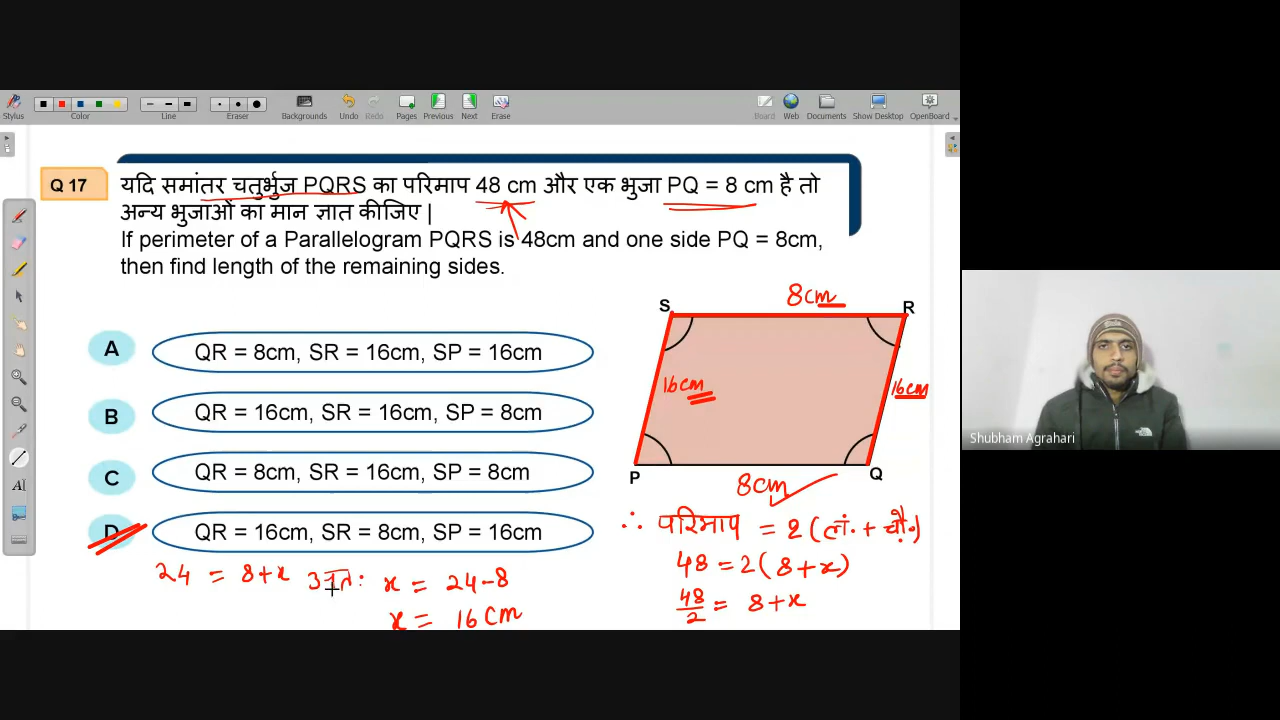 Stylus Color Line Eraser Backgrounds Undo Redo Pages Previous Next Erase Board Web Documents Show Desktop OpenBoard
Q 17
यदि समांतर चतुर्भुज PQRS का परिमाप 48 cm और एक भुजा PQ = 8 cm है तो
अन्य भुजाओं का मान ज्ञात कीजिए |
If perimeter of a Parallelogram PQRS is 48cm and one side PQ = 8cm,
then find length of the remaining sides.
A QR = 8cm, SR = 16cm, SP = 16cm
B QR = 16cm, SR = 16cm, SP = 8cm
C QR = 8cm, SR = 16cm, SP = 8cm
D QR = 16cm, SR = 8cm, SP = 16cm
24 = 8+x अतः x = 24-8
x = 16 cm
8cm
S R
16cm 16cm
P Q
8cm
∴ परिमाप = 2 (लं. + चौ.)
48 = 2 ( 8 + x )
48/2 = 8 + x
Shubham Agrahari